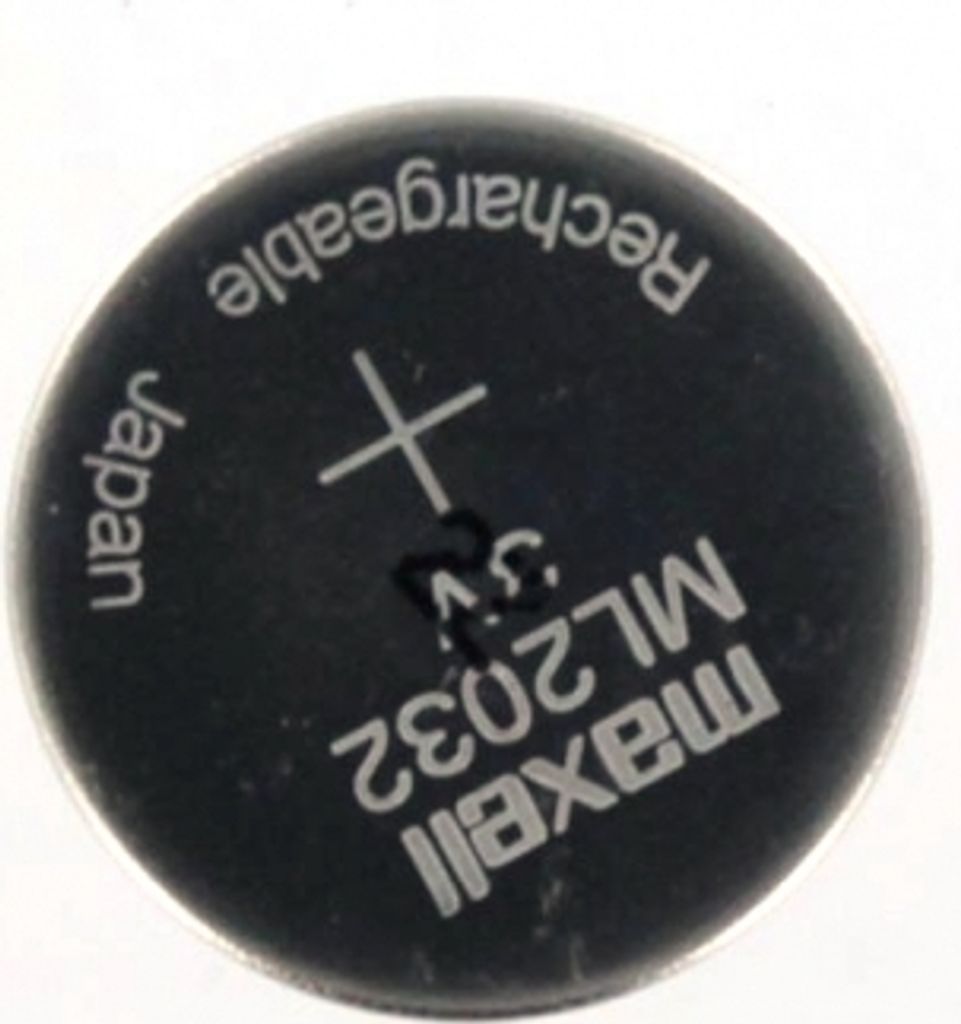 maxell
ML2032
3V
+
Rechargeable
Japan